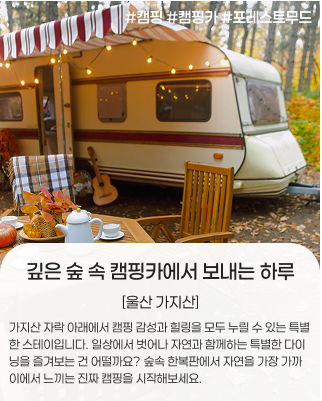 #캠핑 #캠핑카 #포레스트무드
깊은 숲 속 캠핑카에서 보내는 하루
[울산 가지산]
가지산 자락 아래에서 캠핑 감성과 힐링을 모두 누릴 수 있는 특별
한 스테이입니다. 일상에서 벗어나 자연과 함께하는 특별한 다이
닝을 즐겨보는 건 어떨까요? 숲속 한복판에서 자연을 가장 가까
이에서 느끼는 진짜 캠핑을 시작해보세요.